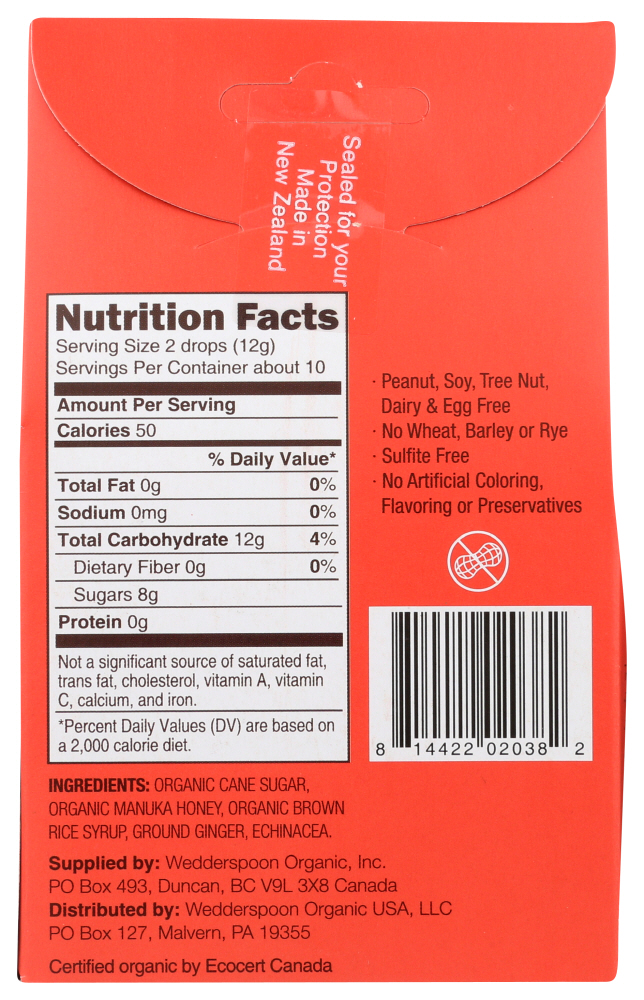 Sealed for your
Protection
Made in
New Zealand
Nutrition Facts
Serving Size 2 drops (12g)
Servings Per Container about 10
Amount Per Serving
Calories 50
% Daily Value*
Total Fat 0g 0%
Sodium 0mg 0%
Total Carbohydrate 12g 4%
Dietary Fiber 0g 0%
Sugars 8g
Protein 0g
Not a significant source of saturated fat,
trans fat, cholesterol, vitamin A, vitamin
C, calcium, and iron.
*Percent Daily Values (DV) are based on
a 2,000 calorie diet.
· Peanut, Soy, Tree Nut,
Dairy & Egg Free
· No Wheat, Barley or Rye
· Sulfite Free
· No Artificial Coloring,
Flavoring or Preservatives
8 14422 02038 2
INGREDIENTS: ORGANIC CANE SUGAR,
ORGANIC MANUKA HONEY, ORGANIC BROWN
RICE SYRUP, GROUND GINGER, ECHINACEA.
Supplied by: Wedderspoon Organic, Inc.
PO Box 493, Duncan, BC V9L 3X8 Canada
Distributed by: Wedderspoon Organic USA, LLC
PO Box 127, Malvern, PA 19355
Certified organic by Ecocert Canada